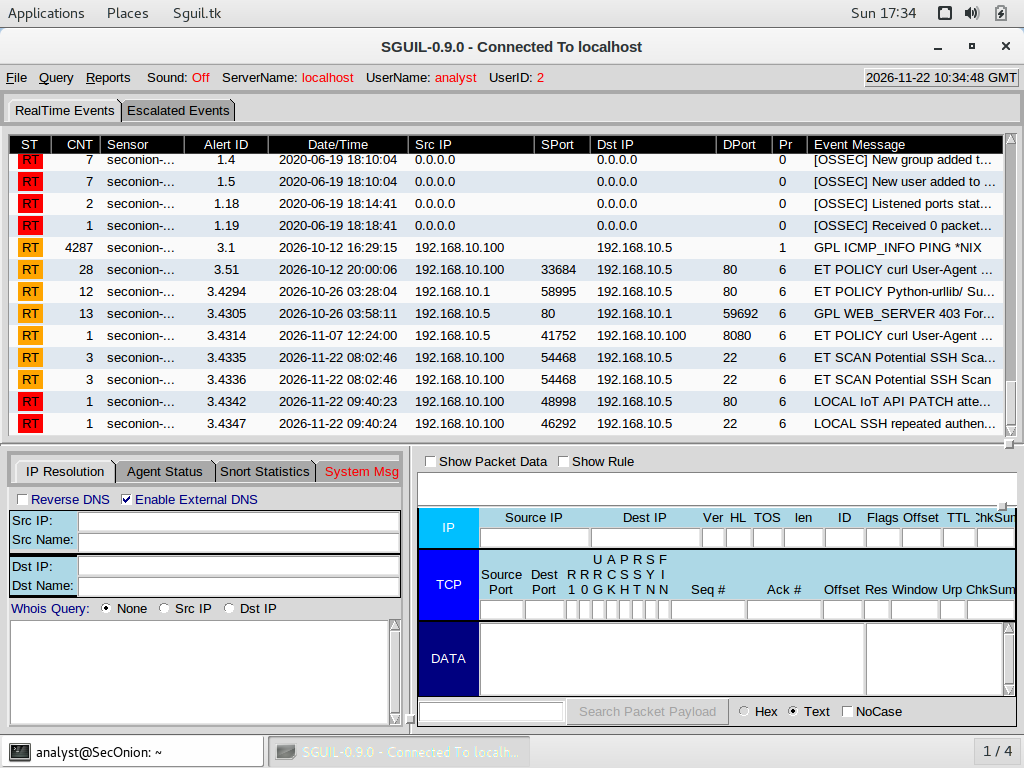 Applications Places Sguil.tk Sun 17:34
SGUIL-0.9.0 - Connected To localhost
File Query Reports Sound: Off ServerName: localhost UserName: analyst UserID: 2 2026-11-22 10:34:48 GMT
RealTime Events Escalated Events
ST CNT Sensor Alert ID Date/Time Src IP SPort Dst IP DPort Pr Event Message
RT 7 seconion-... 1.4 2020-06-19 18:10:04 0.0.0.0 0.0.0.0 0 [OSSEC] New group added t...
RT 7 seconion-... 1.5 2020-06-19 18:10:04 0.0.0.0 0.0.0.0 0 [OSSEC] New user added to ...
RT 2 seconion-... 1.18 2020-06-19 18:14:41 0.0.0.0 0.0.0.0 0 [OSSEC] Listened ports stat...
RT 1 seconion-... 1.19 2020-06-19 18:18:41 0.0.0.0 0.0.0.0 0 [OSSEC] Received 0 packet...
RT 4287 seconion-... 3.1 2026-10-12 16:29:15 192.168.10.100 192.168.10.5 1 GPL ICMP_INFO PING *NIX
RT 28 seconion-... 3.51 2026-10-12 20:00:06 192.168.10.100 33684 192.168.10.5 80 6 ET POLICY curl User-Agent ...
RT 12 seconion-... 3.4294 2026-10-26 03:28:04 192.168.10.1 58995 192.168.10.5 80 6 ET POLICY Python-urllib/ Su...
RT 13 seconion-... 3.4305 2026-10-26 03:58:11 192.168.10.5 80 192.168.10.1 59692 6 GPL WEB_SERVER 403 For...
RT 1 seconion-... 3.4314 2026-11-07 12:24:00 192.168.10.5 41752 192.168.10.100 8080 6 ET POLICY curl User-Agent ...
RT 3 seconion-... 3.4335 2026-11-22 08:02:46 192.168.10.100 54468 192.168.10.5 22 6 ET SCAN Potential SSH Sca...
RT 3 seconion-... 3.4336 2026-11-22 08:02:46 192.168.10.100 54468 192.168.10.5 22 6 ET SCAN Potential SSH Scan
RT 1 seconion-... 3.4342 2026-11-22 09:40:23 192.168.10.100 48998 192.168.10.5 80 6 LOCAL IoT API PATCH atte...
RT 1 seconion-... 3.4347 2026-11-22 09:40:24 192.168.10.100 46292 192.168.10.5 22 6 LOCAL SSH repeated authen...
IP Resolution Agent Status Snort Statistics System Msg
Reverse DNS Enable External DNS
Src IP:
Src Name:
Dst IP:
Dst Name:
Whois Query: None Src IP Dst IP
Show Packet Data Show Rule
IP Source IP Dest IP Ver HL TOS len ID Flags Offset TTL ChkSum
TCP Source Port Dest Port R1 R0 URG ACK PSH RST SYN FIN Seq # Ack # Offset Res Window Urp ChkSum
DATA
Search Packet Payload Hex Text NoCase
analyst@SecOnion: ~ SGUIL-0.9.0 - Connected To localh... 1 / 4